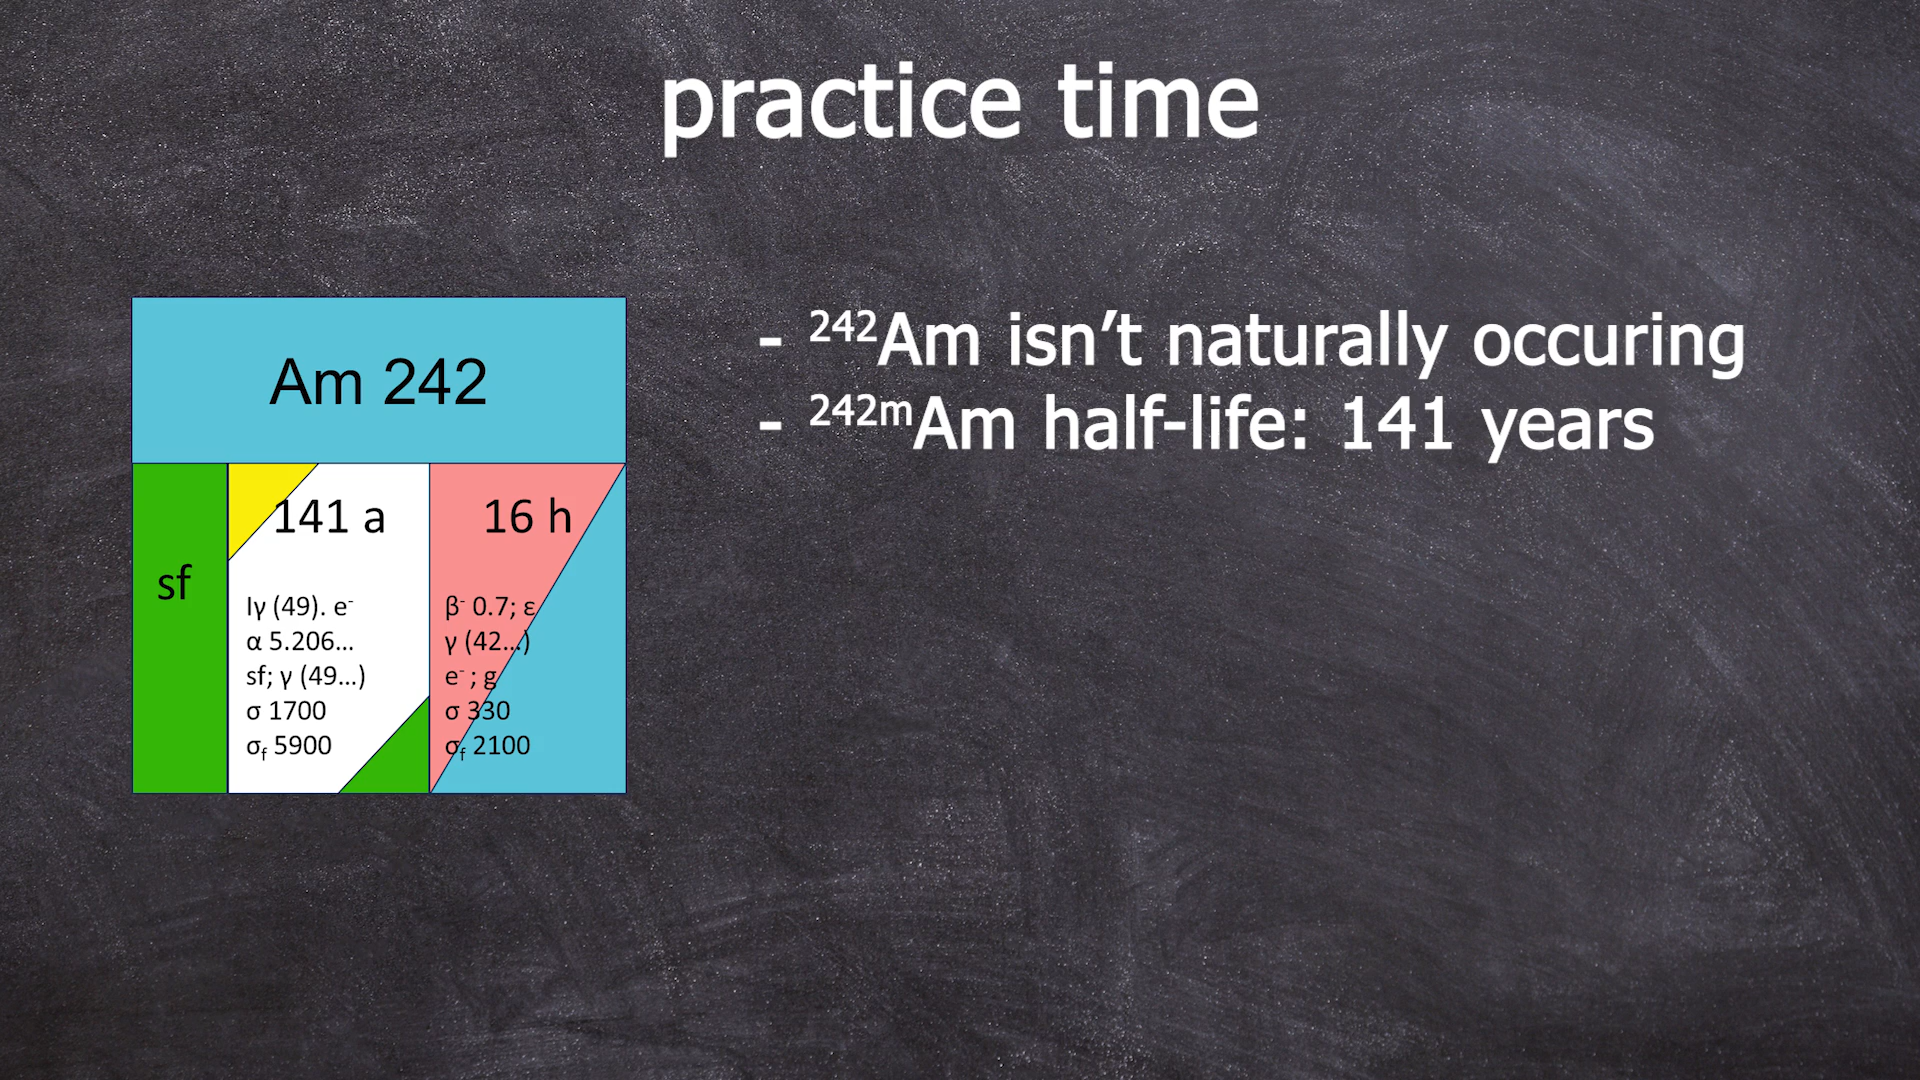 practice time
Am 242
- ²⁴²Am isn’t naturally occuring
- ²⁴²ᵐAm half-life: 141 years
sf
141 a
Iγ (49). e⁻
α 5.206...
sf; γ (49...)
σ 1700
σf 5900
16 h
β⁻ 0.7; ε
γ (42...)
e⁻ ; g
σ 330
σf 2100